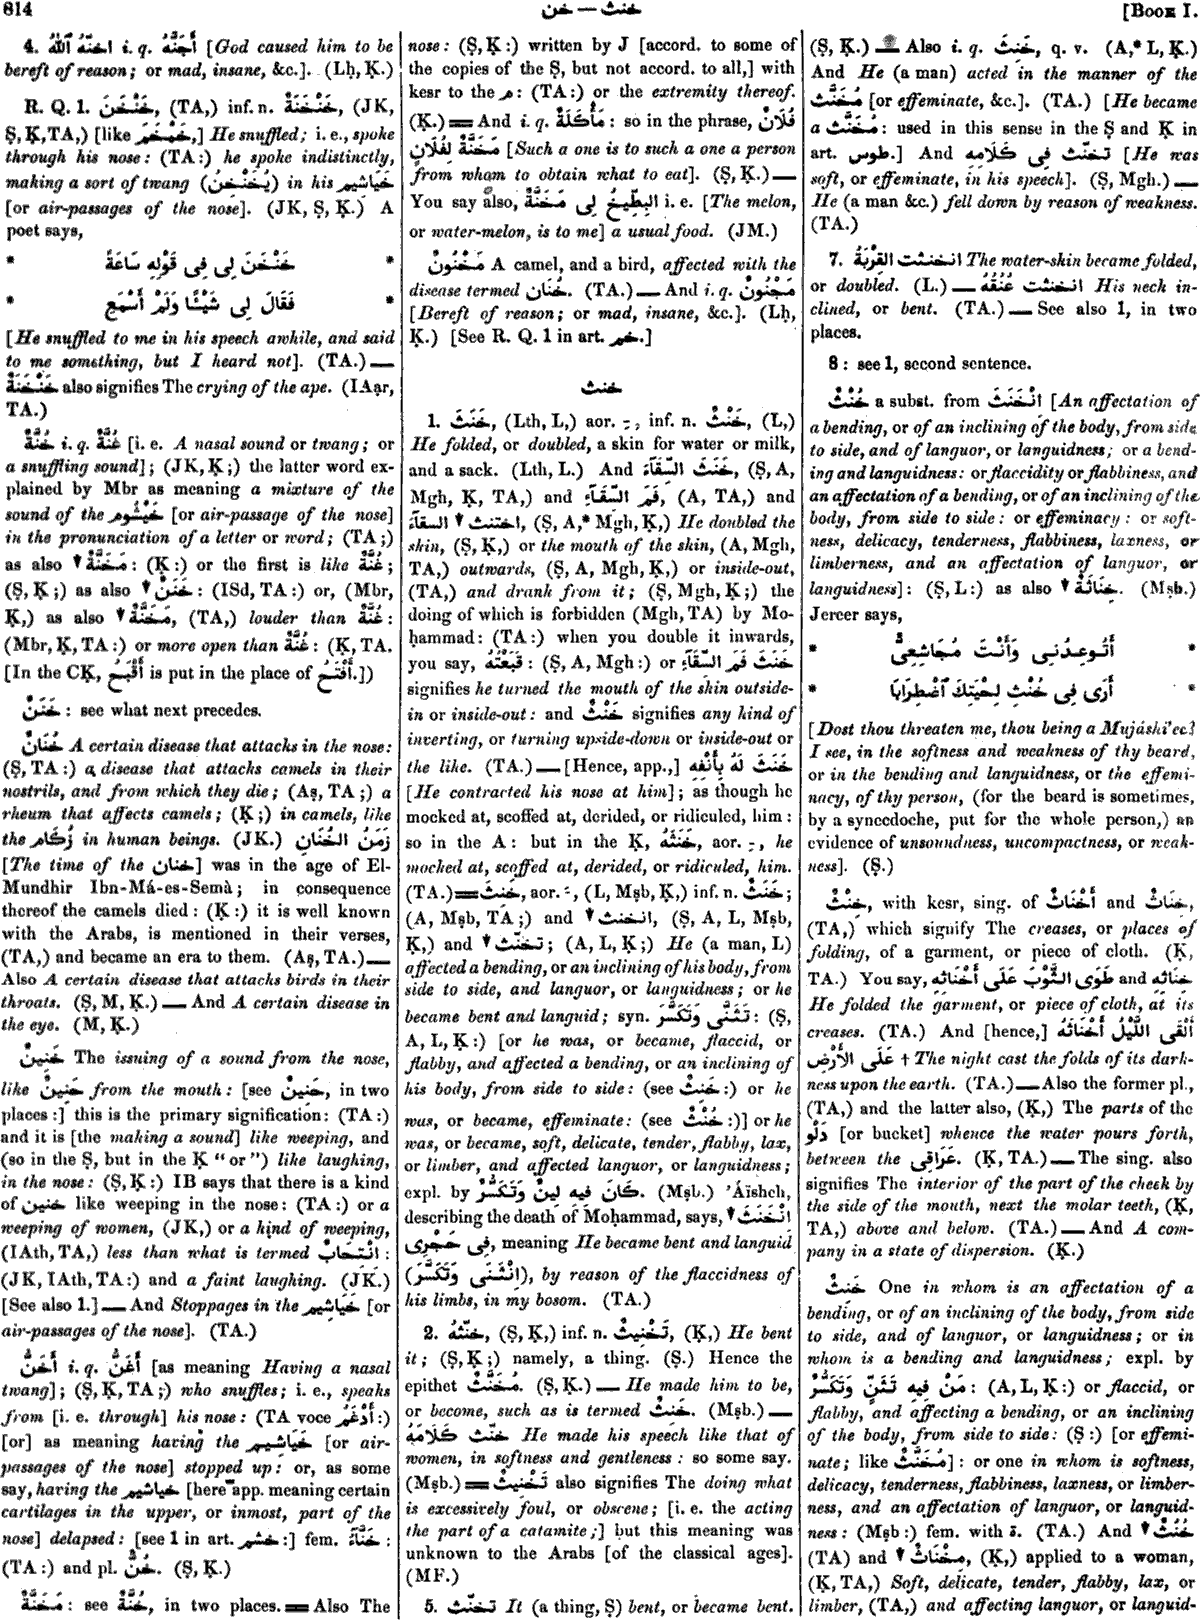 814
خنث — خن
[Book I.
4. اخنّهُ ٱللّٰهُ i. q. أَجَنَّهُ [God caused him to be
bereft of reason; or mad, insane, &c.]. (Lḥ, Ḳ.)
R. Q. 1. خَنْخَنَ, (TA,) inf. n. خَنْخَنَةٌ, (JK,
Ṣ, Ḳ, TA,) [like خَمْخَمَ,] He snuffled; i. e., spoke
through his nose: (TA:) he spoke indistinctly,
making a sort of twang (يُخَنْخِنُ) in his خَيَاشِيم
[or air-passages of the nose]. (JK, Ṣ, Ḳ.) A
poet says,
* خَنْخَنَ لِى فِى قَوْلِهِ سَاعَةً *
* فَقَالَ لِى شَيْئًا وَلَمْ أَسْمَعِ *
[He snuffled to me in his speech awhile, and said
to me something, but I heard not]. (TA.) —
خَنْخَنَةٌ also signifies The crying of the ape. (IAạr,
TA.)
خُنَّةٌ i. q. غُنَّةٌ [i. e. A nasal sound or twang; or
a snuffling sound]; (JK, Ḳ;) the latter word ex-
plained by Mbr as meaning a mixture of the
sound of the خَيْشُوم [or air-passage of the nose]
in the pronunciation of a letter or word; (TA;)
as also ▼ مَخَنَّةٌ: (Ḳ:) or the first is like غُنَّةٌ;
(Ṣ, Ḳ;) as also ▼ خَنَنٌ: (ISd, TA:) or, (Mbr,
Ḳ,) as also ▼ مَخَنَّةٌ, (TA,) louder than غُنَّةٌ:
(Mbr, Ḳ, TA:) or more open than غُنَّةٌ: (Ḳ, TA.
[In the CḲ, أَقْبَحُ is put in the place of أَفْتَحُ.])
خَنَنٌ: see what next precedes.
خُنَانٌ A certain disease that attacks in the nose:
(Ṣ, TA:) a disease that attacks camels in their
nostrils, and from which they die; (Aṣ, TA;) a
rheum that affects camels; (Ḳ;) in camels, like
the زُكَام in human beings. (JK.) زَمَنُ الخُنَانِ
[The time of the خنان] was in the age of El-
Mundhir Ibn-Má-es-Semà; in consequence
thereof the camels died: (Ḳ:) it is well known
with the Arabs, is mentioned in their verses,
(TA,) and became an era to them. (Aṣ, TA.) —
Also A certain disease that attacks birds in their
throats. (Ṣ, M, Ḳ.) — And A certain disease in
the eye. (M, Ḳ.)
خَنِينٌ The issuing of a sound from the nose,
like حَنِينٌ from the mouth: [see حَنِينٌ, in two
places:] this is the primary signification: (TA:)
and it is [the making a sound] like weeping, and
(so in the Ṣ, but in the Ḳ "or") like laughing,
in the nose: (Ṣ, Ḳ:) IB says that there is a kind
of خنين like weeping in the nose: (TA:) or a
weeping of women, (JK,) or a kind of weeping,
(IAth, TA,) less than what is termed اِنْتِحَابٌ:
(JK, IAth, TA:) and a faint laughing. (JK.)
[See also 1.] — And Stoppages in the خَيَاشِيم [or
air-passages of the nose]. (TA.)
أَخَنُّ i. q. أَغَنُّ [as meaning Having a nasal
twang]; (Ṣ, Ḳ, TA;) who snuffles; i. e., speaks
from [i. e. through] his nose: (TA voce أَدْغَمُ:)
[or] as meaning having the خَيَاشِيم [or air-
passages of the nose] stopped up: or, as some
say, having the خياشيم [here app. meaning certain
cartilages in the upper, or inmost, part of the
nose] delapsed: [see 1 in art. خشم:] fem. خَنَّآءُ:
(TA:) and pl. خُنٌّ. (Ṣ, Ḳ.)
مَخَنَّةٌ: see خُنَّةٌ, in two places. ═ Also The
nose: (Ṣ, Ḳ:) written by J [accord. to some of
the copies of the Ṣ, but not accord. to all,] with
kesr to the م: (TA:) or the extremity thereof.
(Ḳ.) ═ And i. q. مَأْكَلَةٌ: so in the phrase, فُلَانٌ
مَخَنَّةٌ لِفُلَانٍ [Such a one is to such a one a person
from whom to obtain what to eat]. (Ṣ, Ḳ.) —
You say also, البِطِّيخُ لِى مَخَنَّةٌ i. e. [The melon,
or water-melon, is to me] a usual food. (JM.)
مَخْنُونٌ A camel, and a bird, affected with the
disease termed خُنَان. (TA.) — And i. q. مَجْنُونٌ
[Bereft of reason; or mad, insane, &c.]. (Lḥ,
Ḳ.) [See R. Q. 1 in art. خم.]
خنث
1. خَنَثَ, (Lth, L,) aor. ـِ, inf. n. خَنْثٌ, (L,)
He folded, or doubled, a skin for water or milk,
and a sack. (Lth, L.) And خَنَثَ السِّقَآءَ, (Ṣ, A,
Mgh, Ḳ, TA,) and فَمَ السِّقَآءِ, (A, TA,) and
▼ اختنث السقآء, (Ṣ, A,* Mgh, Ḳ,) He doubled the
skin, (Ṣ, Ḳ,) or the mouth of the skin, (A, Mgh,
TA,) outwards, (Ṣ, A, Mgh, Ḳ,) or inside-out,
(TA,) and drank from it; (Ṣ, Mgh, Ḳ;) the
doing of which is forbidden (Mgh, TA) by Mo-
ḥammad: (TA:) when you double it inwards,
you say, قَبَعْتُهُ: (Ṣ, A, Mgh:) or خَنَثَ فَمَ السِّقَآءِ
signifies he turned the mouth of the skin outside-
in or inside-out: and خَنْثٌ signifies any kind of
inverting, or turning upside-down or inside-out or
the like. (TA.) — [Hence, app.,] خَنَثَ لَهُ بِأَنْفِهِ
[He contracted his nose at him]; as though he
mocked at, scoffed at, derided, or ridiculed, him:
so in the A: but in the Ḳ, خَنَثَهُ, aor. ـِ, he
mocked at, scoffed at, derided, or ridiculed, him.
(TA.) ═ خَنِثَ, aor. ـَ, (L, Mṣb, Ḳ,) inf. n. خَنَثٌ;
(A, Mṣb, TA;) and ▼ انخنث, (Ṣ, A, L, Mṣb,
Ḳ,) and ▼ تخنّث; (A, L, Ḳ;) He (a man, L)
affected a bending, or an inclining of his body, from
side to side, and languor, or languidness; or he
became bent and languid; syn. تَثَنَّى وَتَكَسَّرَ: (Ṣ,
A, L, Ḳ:) [or he was, or became, flaccid, or
flabby, and affected a bending, or an inclining of
his body, from side to side: (see خَنِثٌ:) or he
was, or became, effeminate: (see خُنْثٌ:)] or he
was, or became, soft, delicate, tender, flabby, lax,
or limber, and affected languor, or languidness;
expl. by كَانَ فِيهِ لِينٌ وَتَكَسُّرٌ. (Mṣb.) 'Áïsheh,
describing the death of Moḥammad, says, ▼ اِنْخَنَثَ
فِى حَجْرِى, meaning He became bent and languid
(اِنْثَنَى وَتَكَسَّرَ), by reason of the flaccidness of
his limbs, in my bosom. (TA.)
2. خنّثهُ, (Ṣ, Ḳ,) inf. n. تَخْنِيثٌ, (Ḳ,) He bent
it; (Ṣ, Ḳ;) namely, a thing. (Ṣ.) Hence the
epithet مُخَنَّثٌ. (Ṣ, Ḳ.) — He made him to be,
or become, such as is termed خَنِثٌ. (Mṣb.) —
خنّث كَلَامَهُ He made his speech like that of
women, in softness and gentleness: so some say.
(Mṣb.) ═ تَخْنِيثٌ also signifies The doing what
is excessively foul, or obscene; [i. e. the acting
the part of a catamite;] but this meaning was
unknown to the Arabs [of the classical ages].
(MF.)
5. تخنّث It (a thing, Ṣ) bent, or became bent.
(Ṣ, Ḳ.) — Also i. q. خَنِثَ, q. v. (A,* L, Ḳ.)
And He (a man) acted in the manner of the
مُخَنَّث [or effeminate, &c.]. (TA.) [He became
a مُخَنَّث: used in this sense in the Ṣ and Ḳ in
art. طوس.] And تخنّث فِى كَلَامِهِ [He was
soft, or effeminate, in his speech]. (Ṣ, Mgh.) —
He (a man &c.) fell down by reason of weakness.
(TA.)
7. انخنثت القِرْبَةُ The water-skin became folded,
or doubled. (L.) — انخنثت عُنُقُهُ His neck in-
clined, or bent. (TA.) — See also 1, in two
places.
8: see 1, second sentence.
خُنْثٌ a subst. from اِنْخَنَثَ [An affectation of
a bending, or of an inclining of the body, from side
to side, and of languor, or languidness; or a bend-
ing and languidness: or flaccidity or flabbiness, and
an affectation of a bending, or of an inclining of the
body, from side to side: or effeminacy: or soft-
ness, delicacy, tenderness, flabbiness, laxness, or
limberness, and an affectation of languor, or
languidness]: (Ṣ, L:) as also ▼ خَنَاثَةٌ. (Mṣb.)
Jereer says,
* أَتُوعِدُنِى وَأَنْتَ مُجَاشِعِىٌّ *
* أَرَى فِى خُنْثِ لِحْيَتِكَ ٱضْطِرَابَا *
[Dost thou threaten me, thou being a Mujáshi'ee?
I see, in the softness and weakness of thy beard,
or in the bending and languidness, or the effemi-
nacy, of thy person, (for the beard is sometimes,
by a synecdoche, put for the whole person,) an
evidence of unsoundness, uncompactness, or weak-
ness]. (Ṣ.)
خِنْثٌ, with kesr, sing. of أَخْنَاثٌ and خِنَاثٌ,
(TA,) which signify The creases, or places of
folding, of a garment, or piece of cloth. (Ḳ,
TA.) You say, طَوَى الثَّوْبَ عَلَى أَخْنَاثِهِ and خِنَاثِهِ
He folded the garment, or piece of cloth, at its
creases. (TA.) And [hence,] أَلْقَى اللَّيْلُ أَخْنَاثَهُ
عَلَى الأَرْضِ † The night cast the folds of its dark-
ness upon the earth. (TA.) — Also the former pl.,
(TA,) and the latter also, (Ḳ,) The parts of the
دَلْو [or bucket] whence the water pours forth,
between the عَرَاقِى. (Ḳ, TA.) — The sing. also
signifies The interior of the part of the cheek by
the side of the mouth, next the molar teeth, (Ḳ,
TA,) above and below. (TA.) — And A com-
pany in a state of dispersion. (Ḳ.)
خَنِثٌ One in whom is an affectation of a
bending, or of an inclining of the body, from side
to side, and of languor, or languidness; or in
whom is a bending and languidness; expl. by
مَنْ فِيهِ تَثَنٍّ وَتَكَسُّرٌ: (A, L, Ḳ:) or flaccid, or
flabby, and affecting a bending, or an inclining
of the body, from side to side: (Ṣ:) [or effemi-
nate; like مُخَنَّثٌ]: or one in whom is softness,
delicacy, tenderness, flabbiness, laxness, or limber-
ness, and an affectation of languor, or languid-
ness: (Mṣb:) fem. with ة. (TA.) And ▼ خُنُثٌ
(TA) and ▼ مِخْنَاثٌ, (Ḳ,) applied to a woman,
(Ḳ, TA,) Soft, delicate, tender, flabby, lax, or
limber, (TA,) and affecting languor, or languid-